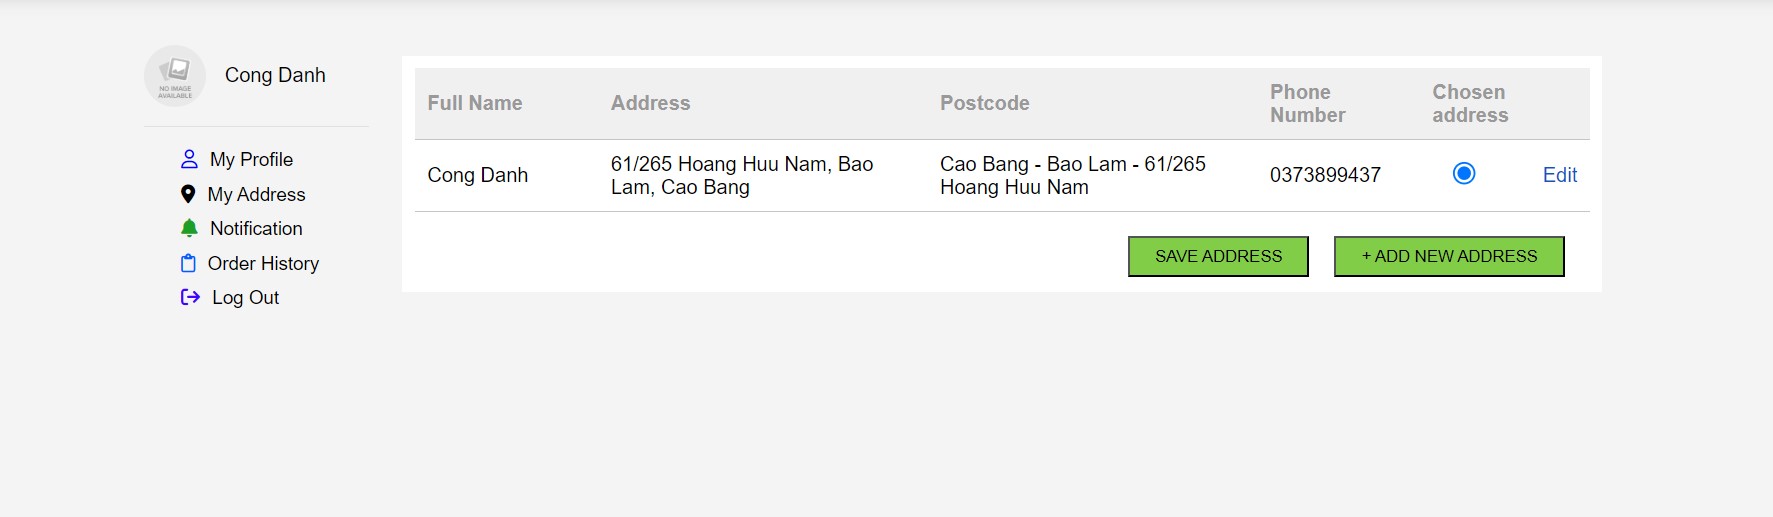 NO IMAGE
AVAILABLE
Cong Danh
My Profile
My Address
Notification
Order History
Log Out
Full Name Address Postcode Phone Number Chosen address
Cong Danh 61/265 Hoang Huu Nam, Bao Lam, Cao Bang Cao Bang - Bao Lam - 61/265 Hoang Huu Nam 0373899437 Edit
SAVE ADDRESS + ADD NEW ADDRESS